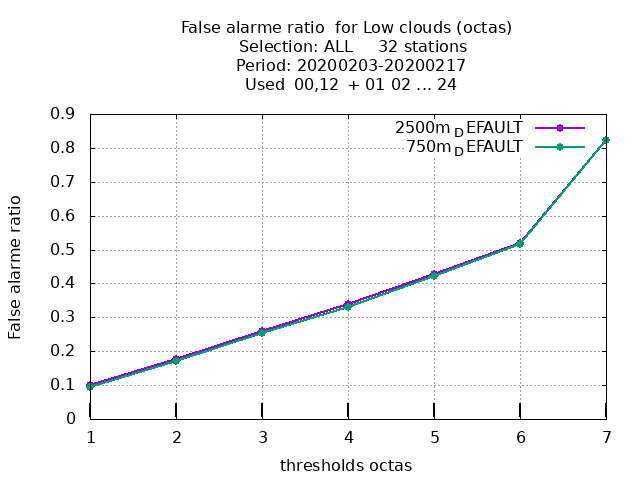 False alarme ratio for Low clouds (octas)
Selection: ALL 32 stations
Period: 20200203-20200217
Used 00,12 + 01 02 ... 24
2500m_DEFAULT
750m_DEFAULT
False alarme ratio
0.9
0.8
0.7
0.6
0.5
0.4
0.3
0.2
0.1
0
1 2 3 4 5 6 7
thresholds octas